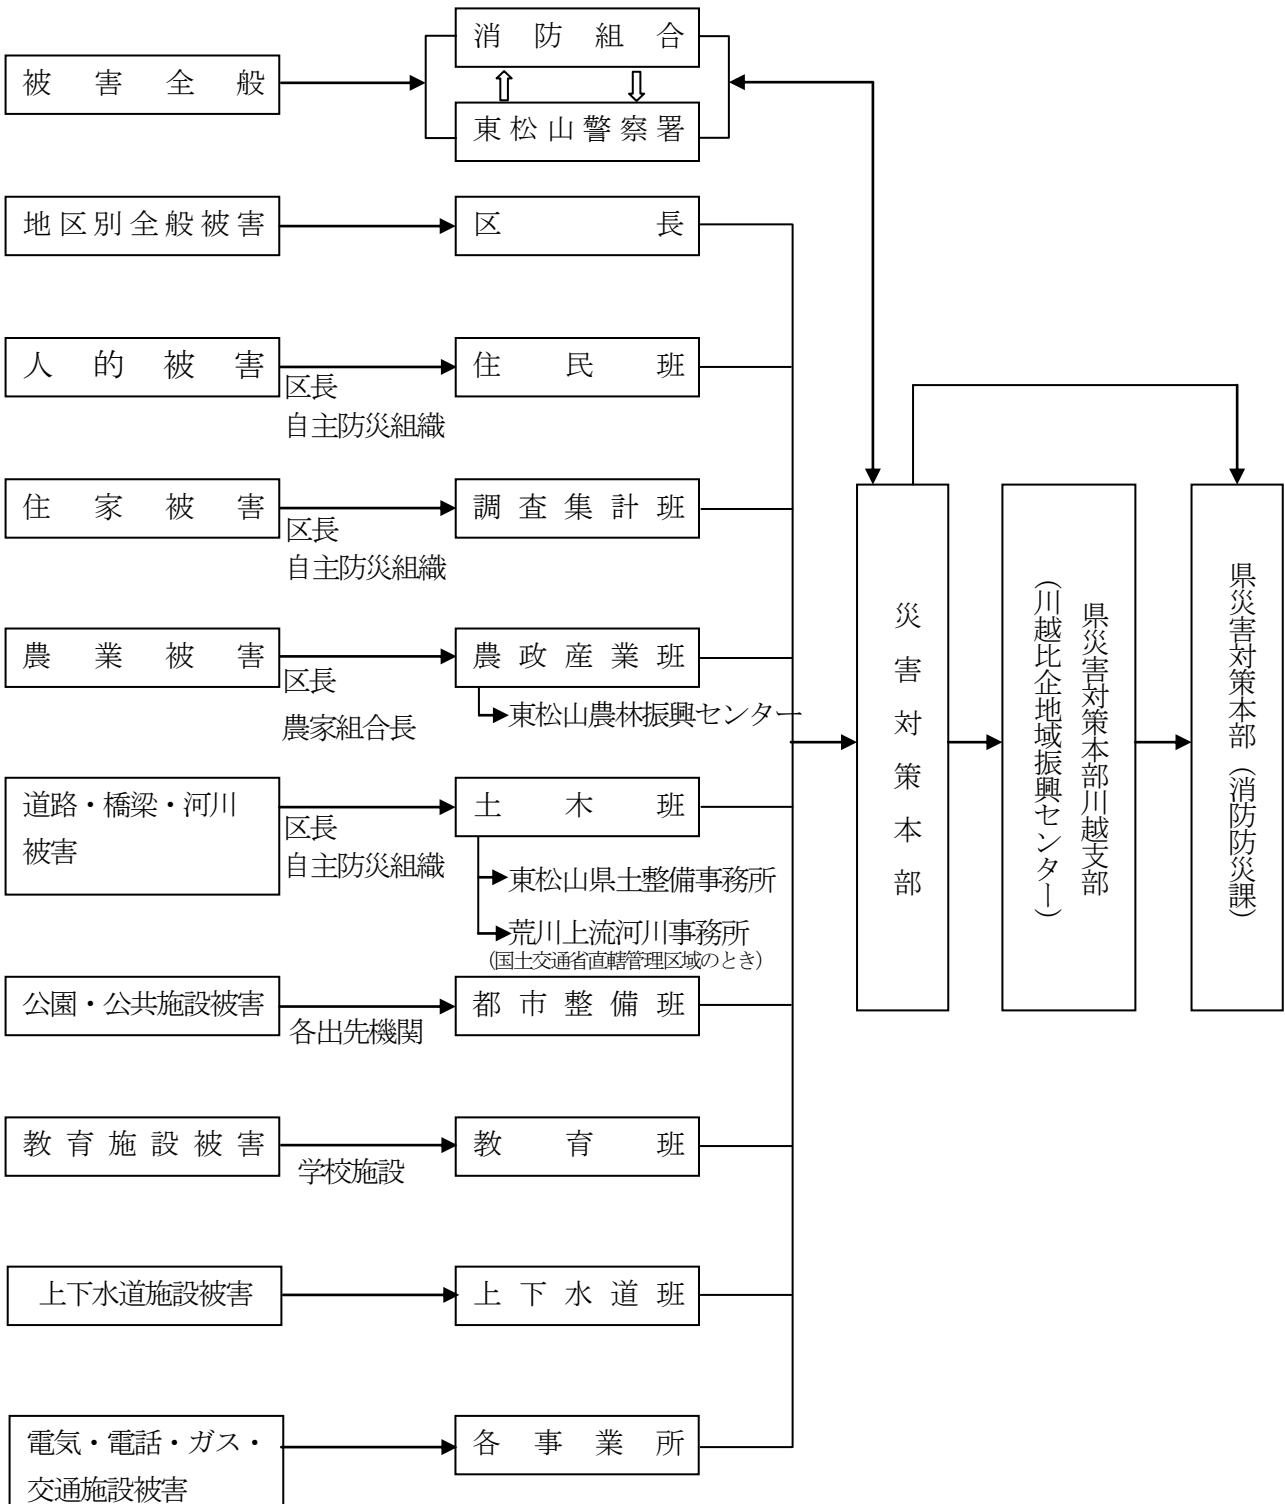 消防組合
被害全般
東松山警察署
地区別全般被害
区長
人的被害
区長
自主防災組織
住民班
住家被害
区長
自主防災組織
調査集計班
農業被害
区長
農家組合長
農政産業班
東松山農林振興センター
道路・橋梁・河川
被害
区長
自主防災組織
土木班
東松山県土整備事務所
荒川上流河川事務所
(国土交通省直轄管理区域のとき)
公園・公共施設被害
各出先機関
都市整備班
教育施設被害
学校施設
教育班
上下水道施設被害
上下水道班
電気・電話・ガス・
交通施設被害
各事業所
災害対策本部
県災害対策本部川越支部
(川越比企地域振興センター)
県災害対策本部(消防防災課)